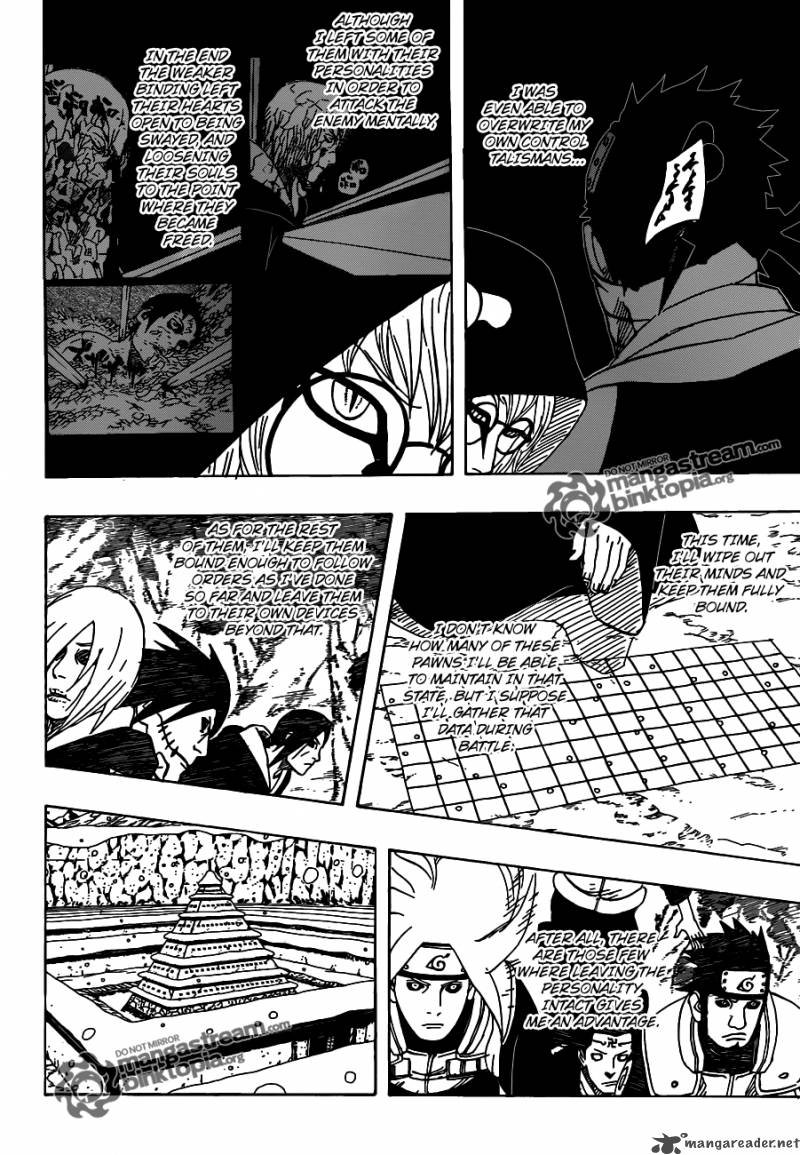 I WAS
EVEN ABLE TO
OVERWRITE MY
OWN CONTROL
TALISMANS...
ALTHOUGH
I LEFT SOME OF
THEM WITH THEIR
PERSONALITIES
IN ORDER TO
ATTACK THE
ENEMY MENTALLY,
IN THE END
THE WEAKER
BINDING LEFT
THEIR HEARTS
OPEN TO BEING
SWAYED, AND
LOOSENING
THEIR SOULS
TO THE POINT
WHERE THEY
BECAME
FREED.
DO NOT MIRROR
mangastream.com
binktopia.org
THIS TIME,
I'LL WIPE OUT
THEIR MINDS AND
KEEP THEM FULLY
BOUND.
I DON'T KNOW
HOW MANY OF THESE
PAWNS I'LL BE ABLE
TO MAINTAIN IN THAT
STATE, BUT I SUPPOSE
I'LL GATHER THAT
DATA DURING
BATTLE.
AS FOR THE REST
OF THEM, I'LL KEEP THEM
BOUND ENOUGH TO FOLLOW
ORDERS AS I'VE DONE
SO FAR AND LEAVE THEM
TO THEIR OWN DEVICES
BEYOND THAT.
AFTER ALL, THERE
ARE THOSE FEW
WHERE LEAVING THE
PERSONALITY
INTACT GIVES
ME AN ADVANTAGE.
DO NOT MIRROR
mangastream.com
binktopia.org
mangareader.net